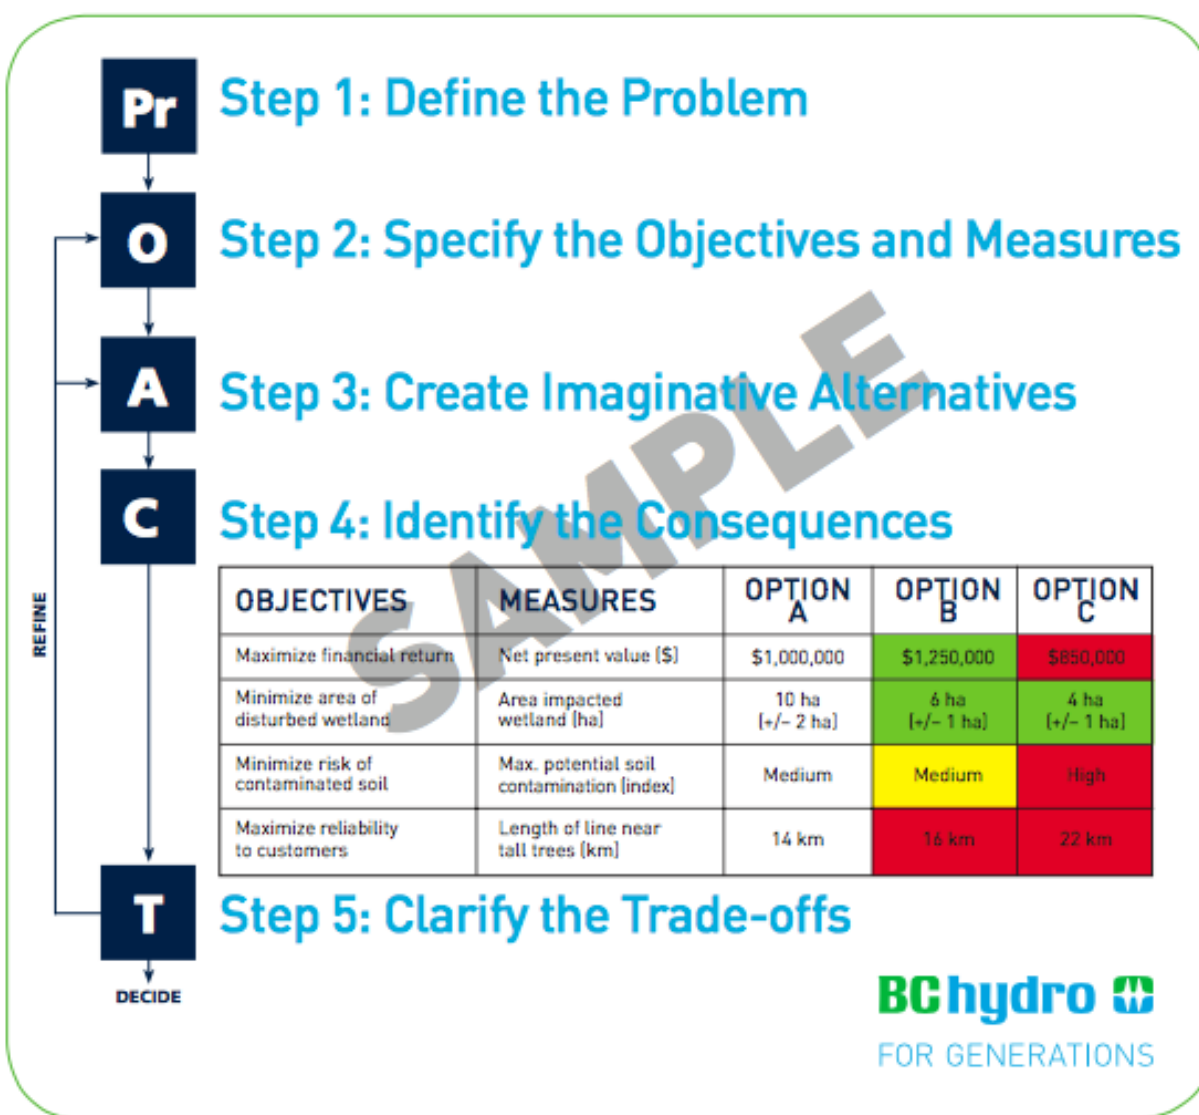 Pr
Step 1: Define the Problem
O
Step 2: Specify the Objectives and Measures
A
Step 3: Create Imaginative Alternatives
C
Step 4: Identify the Consequences
SAMPLE
REFINE
OBJECTIVES MEASURES OPTION A OPTION B OPTION C
Maximize financial return Net present value ($) $1,000,000 $1,250,000 $850,000
Minimize area of disturbed wetland Area impacted wetland (ha) 10 ha (+/– 2 ha) 6 ha (+/– 1 ha) 4 ha (+/– 1 ha)
Minimize risk of contaminated soil Max. potential soil contamination (index) Medium Medium High
Maximize reliability to customers Length of line near tall trees (km) 14 km 16 km 22 km
T
Step 5: Clarify the Trade-offs
DECIDE
BC hydro
FOR GENERATIONS